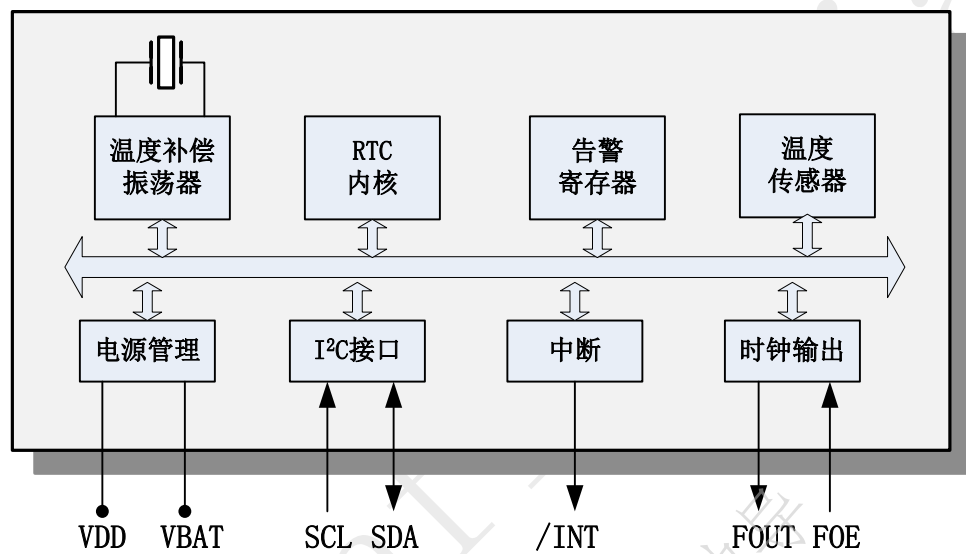 温度补偿
振荡器
RTC
内核
告警
寄存器
温度
传感器
电源管理
I²C接口
中断
时钟输出
VDD
VBAT
SCL
SDA
/INT
FOUT
FOE